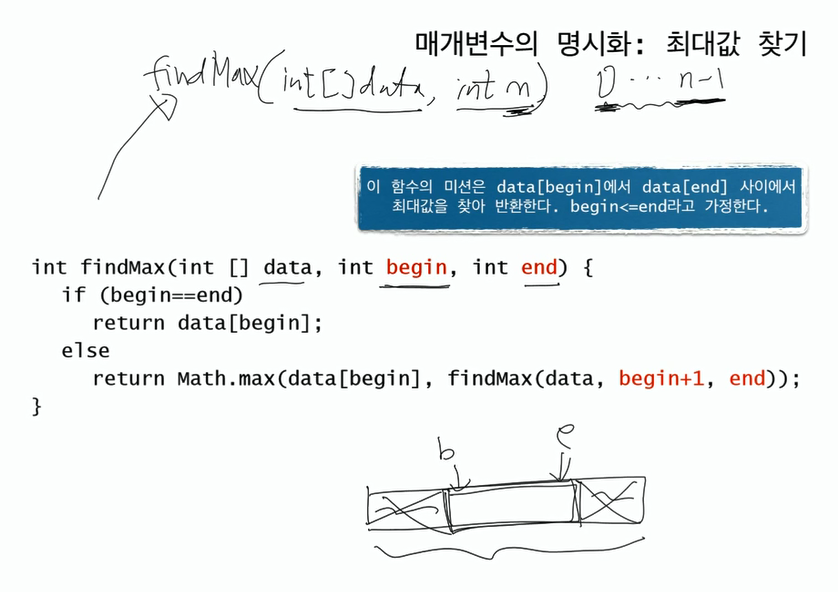 매개변수의 명시화: 최대값 찾기
findMax(int[] data, int n) 0 ... n-1
이 함수의 미션은 data[begin]에서 data[end] 사이에서
최대값을 찾아 반환한다. begin<=end라고 가정한다.
int findMax(int [] data, int begin, int end) {
if (begin==end)
return data[begin];
else
return Math.max(data[begin], findMax(data, begin+1, end));
}
b e